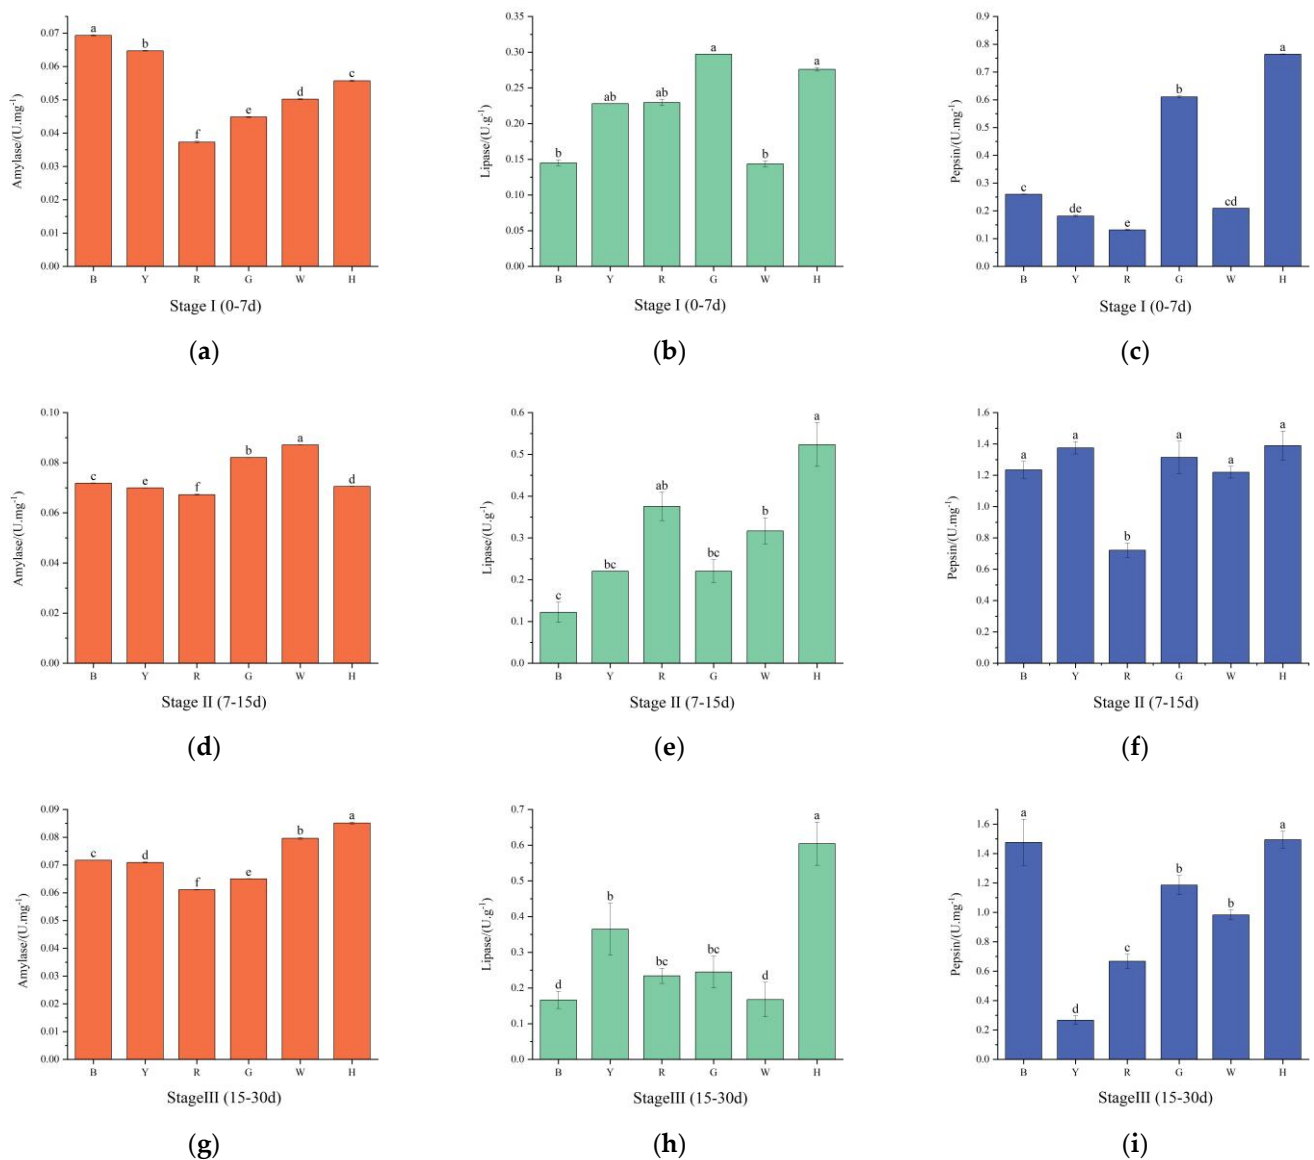 0.07
0.06
0.05
0.04
0.03
0.02
0.01
0.00
Amylase/(U.mg⁻¹)
a
b
f
e
d
c
B Y R G W H
Stage I (0-7d)
(a)
0.35
0.30
0.25
0.20
0.15
0.10
0.05
0.00
Lipase/(U.g⁻¹)
b
ab
ab
a
b
a
B Y R G W H
Stage I (0-7d)
(b)
0.9
0.8
0.7
0.6
0.5
0.4
0.3
0.2
0.1
0.0
Pepsin/(U.mg⁻¹)
c
de
e
b
cd
a
B Y R G W H
Stage I (0-7d)
(c)
0.10
0.08
0.06
0.04
0.02
0.00
Amylase/(U.mg⁻¹)
c
e
f
b
a
d
B Y R G W H
Stage II (7-15d)
(d)
0.6
0.5
0.4
0.3
0.2
0.1
0.0
Lipase/(U.g⁻¹)
c
bc
ab
bc
b
a
B Y R G W H
Stage II (7-15d)
(e)
1.6
1.4
1.2
1.0
0.8
0.6
0.4
0.2
0.0
Pepsin/(U.mg⁻¹)
a
a
b
a
a
a
B Y R G W H
Stage II (7-15d)
(f)
0.09
0.08
0.07
0.06
0.05
0.04
0.03
0.02
0.01
0.00
Amylase/(U.mg⁻¹)
c
d
f
e
b
a
B Y R G W H
StageIII (15-30d)
(g)
0.7
0.6
0.5
0.4
0.3
0.2
0.1
0.0
Lipase/(U.g⁻¹)
d
b
bc
bc
d
a
B Y R G W H
StageIII (15-30d)
(h)
1.6
1.4
1.2
1.0
0.8
0.6
0.4
0.2
0.0
Pepsin/(U.mg⁻¹)
a
d
c
b
b
a
B Y R G W H
StageIII (15-30d)
(i)